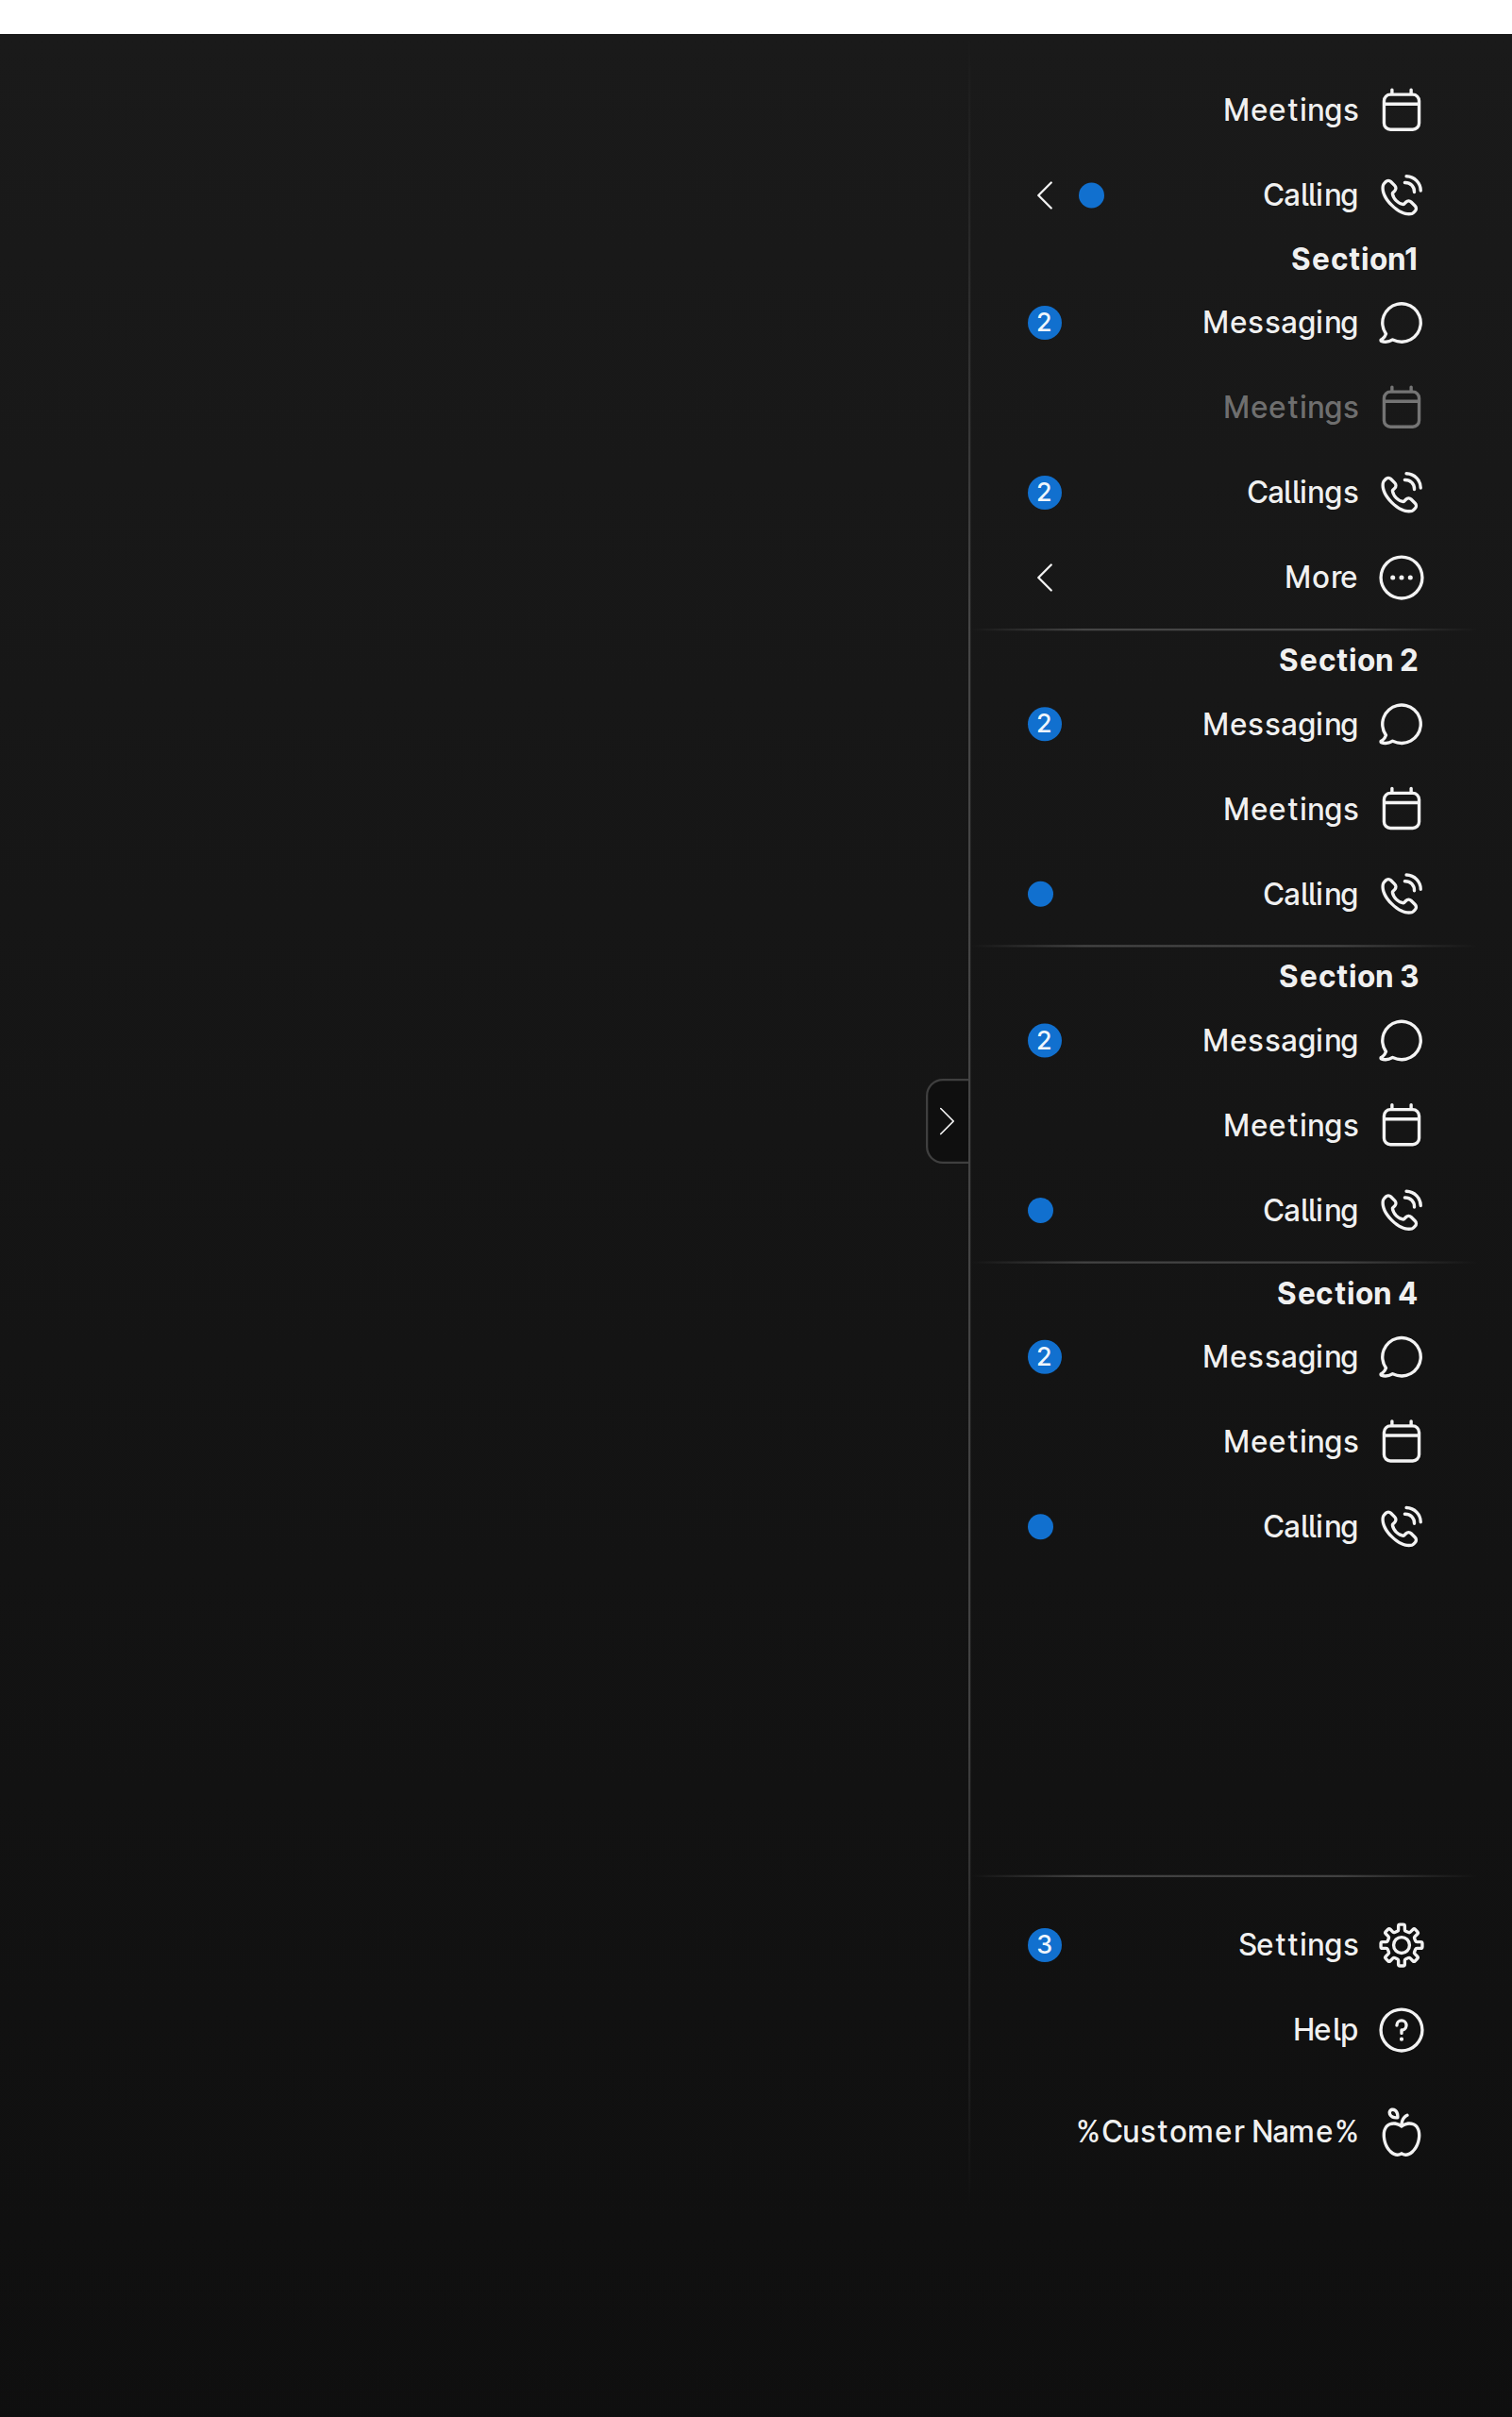 Meetings
Calling
Section1
2 Messaging
Meetings
2 Callings
More
Section 2
2 Messaging
Meetings
Calling
Section 3
2 Messaging
Meetings
Calling
Section 4
2 Messaging
Meetings
Calling
3 Settings
Help
%Customer Name%